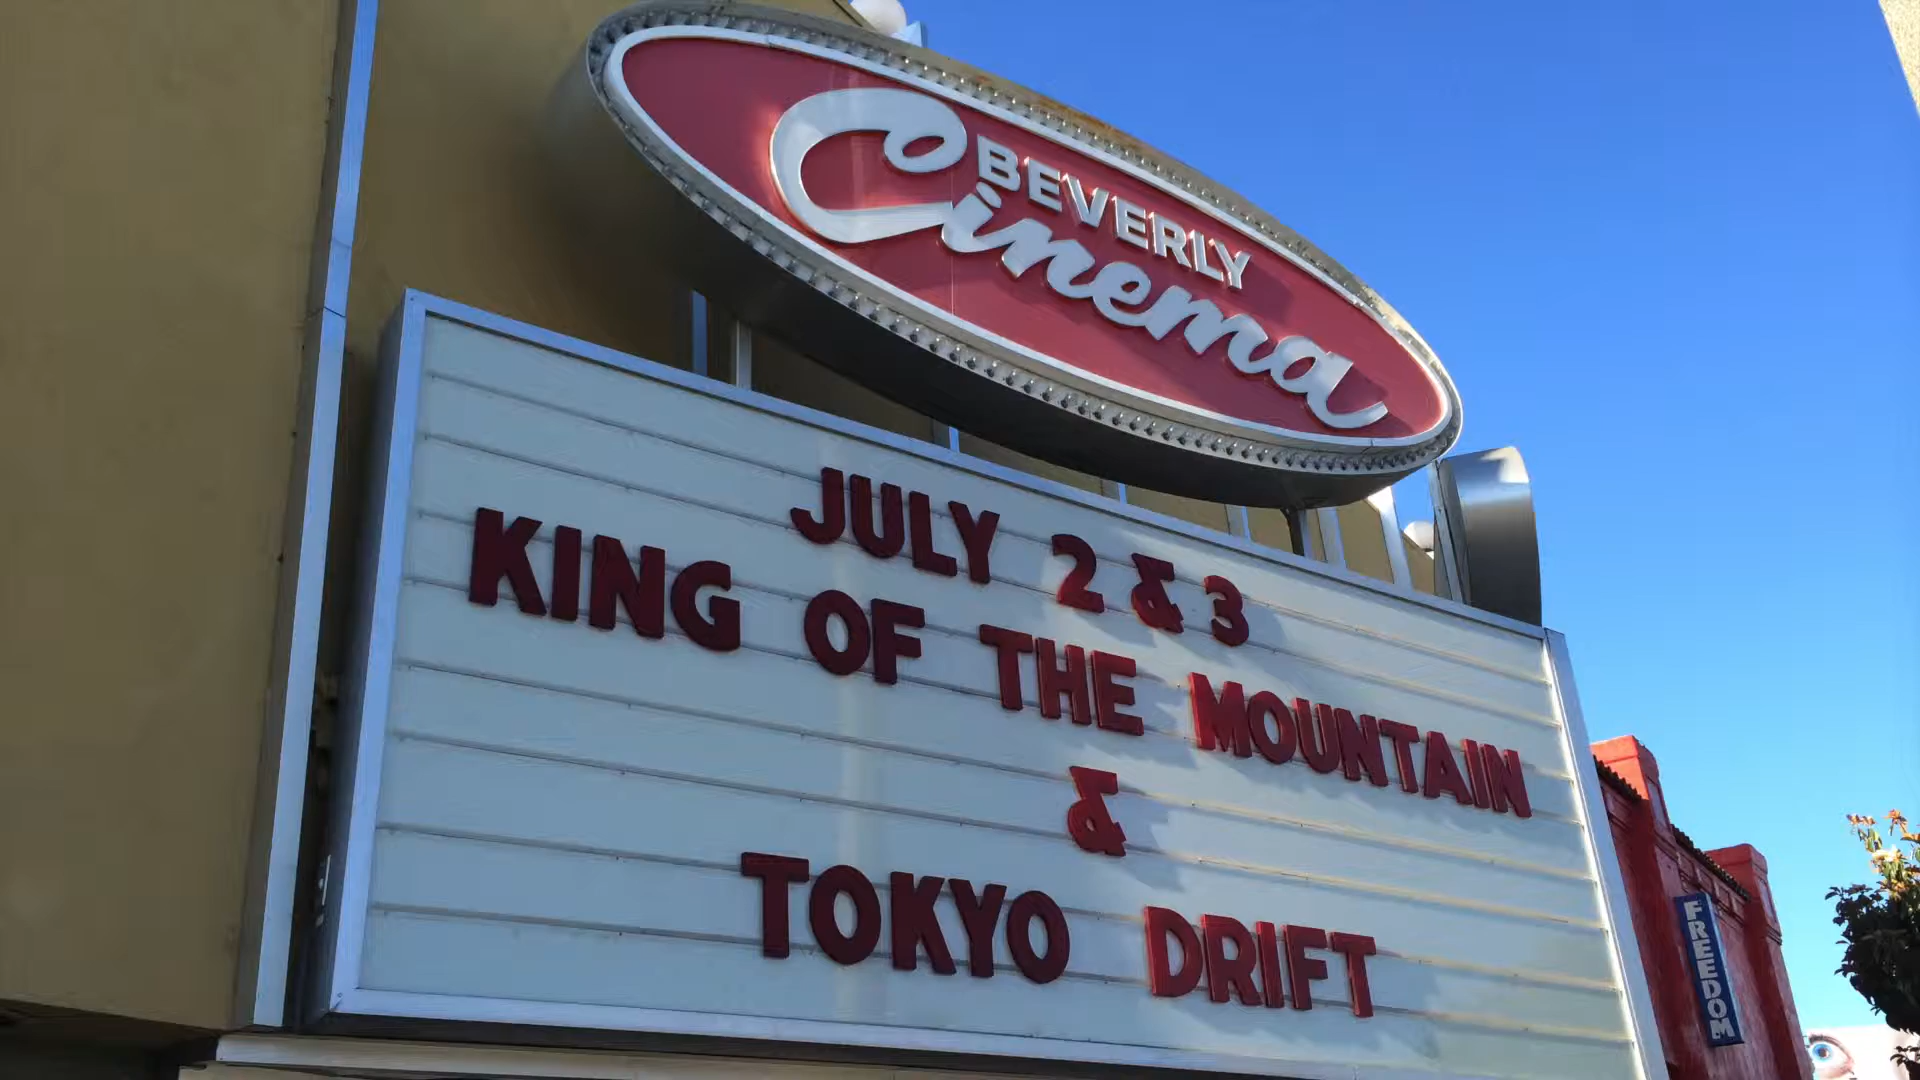 BEVERLY
Cinema
JULY 2 & 3
KING OF THE MOUNTAIN
&
TOKYO DRIFT
FREEDOM